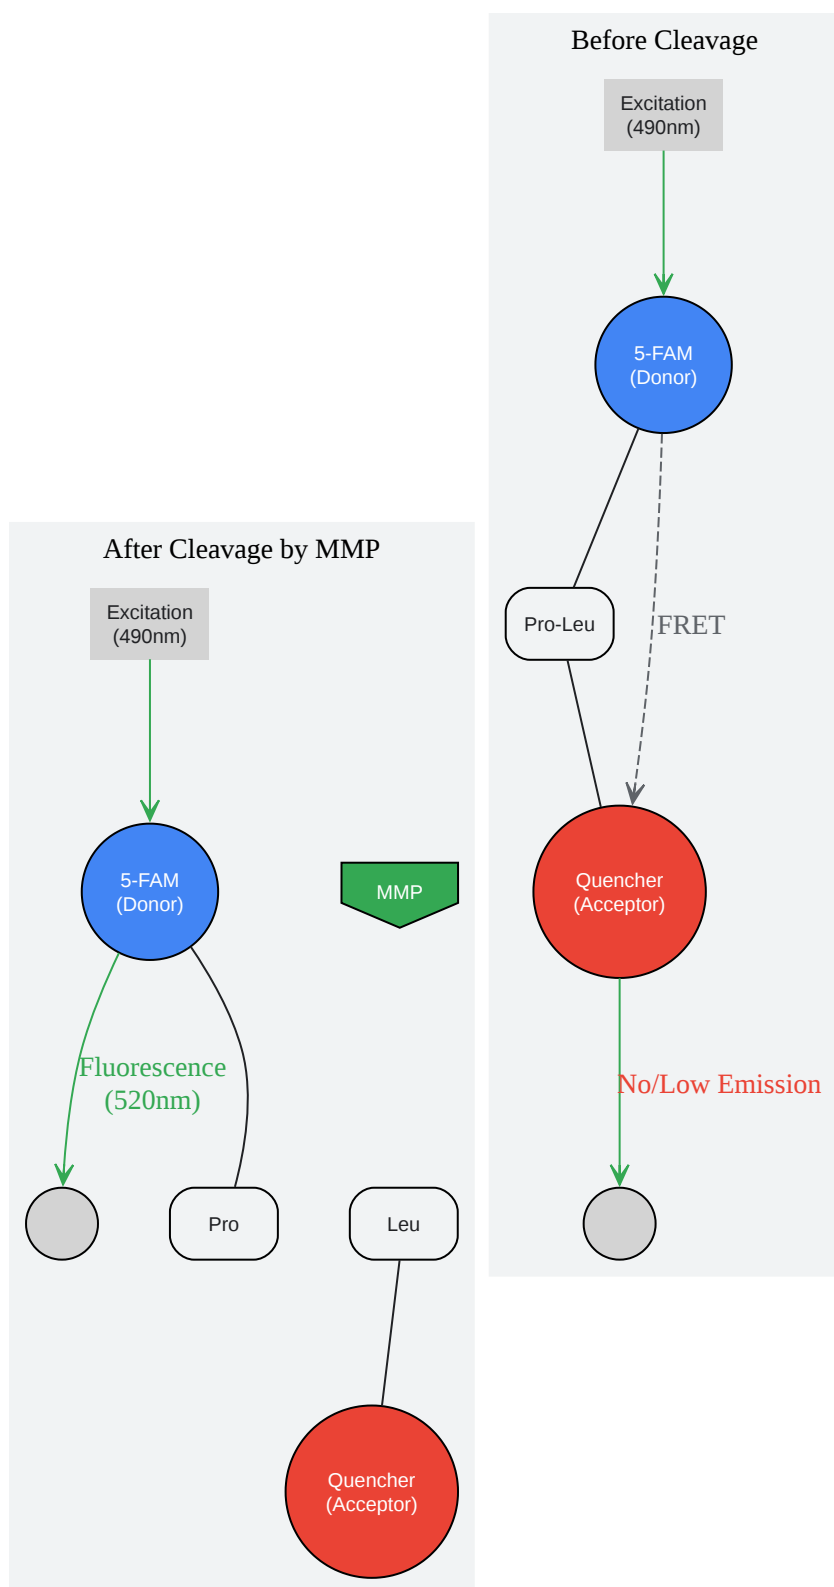 Before Cleavage
Excitation
(490nm)
5-FAM
(Donor)
Pro-Leu
FRET
Quencher
(Acceptor)
No/Low Emission
After Cleavage by MMP
Excitation
(490nm)
5-FAM
(Donor)
MMP
Fluorescence
(520nm)
Pro
Leu
Quencher
(Acceptor)